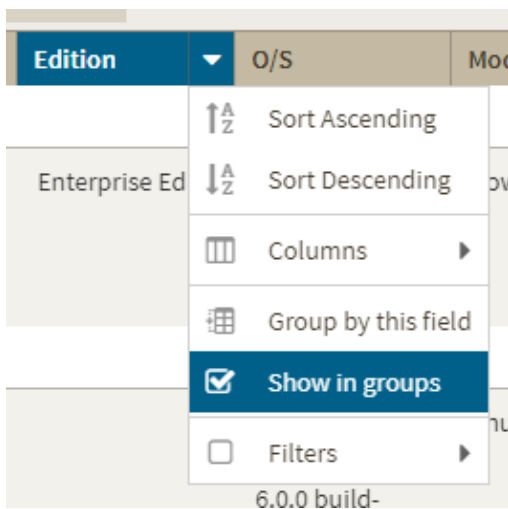 Edition O/S
Sort Ascending
Enterprise Ed Sort Descending
Columns
Group by this field
Show in groups
Filters
6.0.0 build-